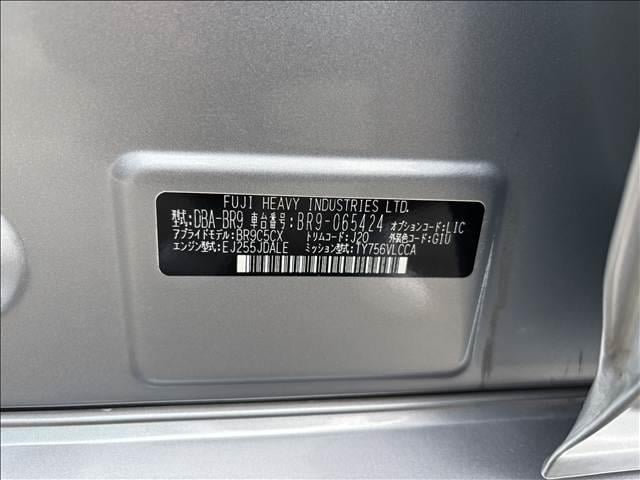 FUJI HEAVY INDUSTRIES LTD.
型式:DBA-BR9 車台番号:BR9-065424 オプションコード:LIC
アプライドモデル:BR9C5CX トリムコード:J20 外装色コード:G1U
エンジン型式:EJ255JDALE ミッション型式:TY756VLCCA